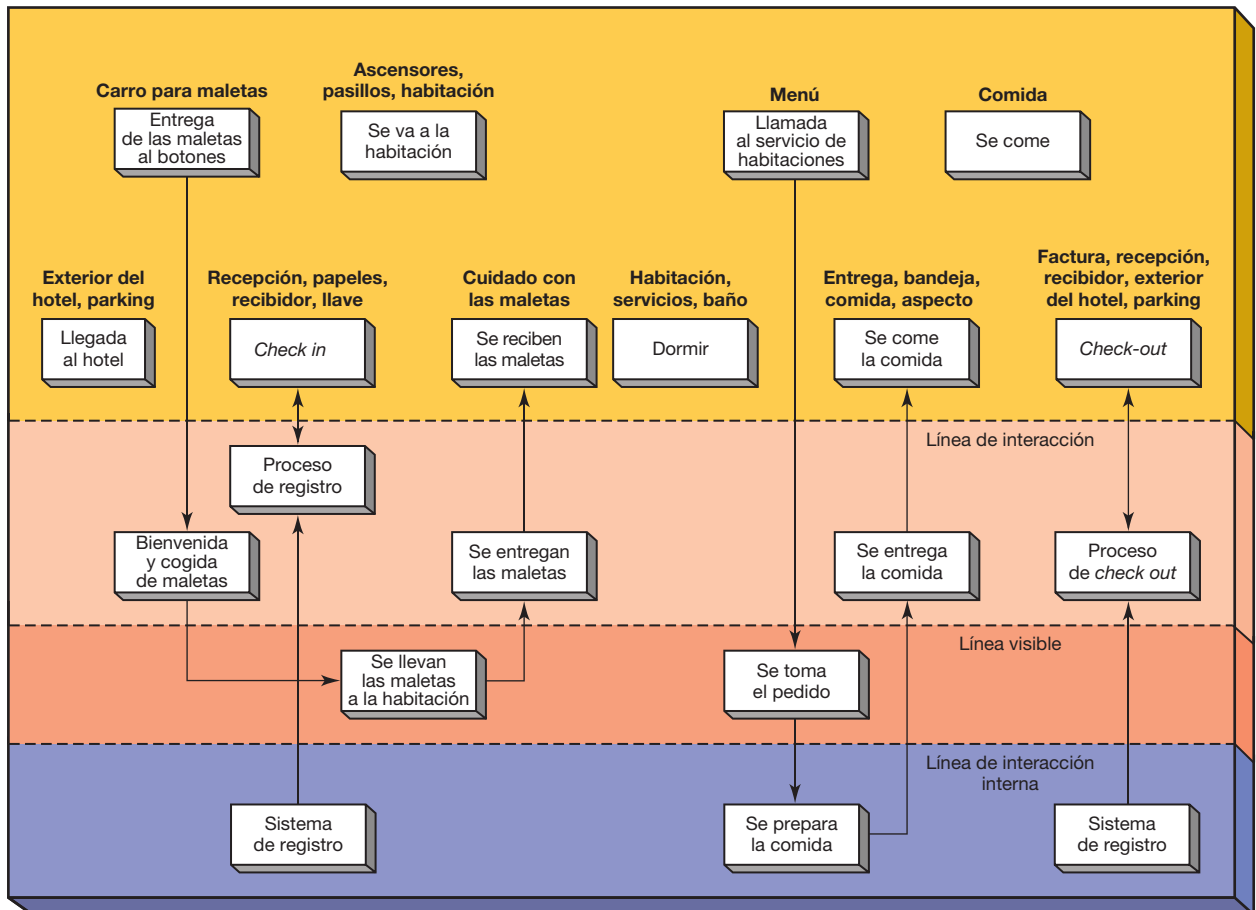 Carro para maletas
Entrega
de las maletas
al botones
Ascensores,
pasillos, habitación
Se va a la
habitación
Menú
Llamada
al servicio de
habitaciones
Comida
Se come
Exterior del
hotel, parking
Llegada
al hotel
Recepción, papeles,
recibidor, llave
Check in
Cuidado con
las maletas
Se reciben
las maletas
Habitación,
servicios, baño
Dormir
Entrega, bandeja,
comida, aspecto
Se come
la comida
Factura, recepción,
recibidor, exterior
del hotel, parking
Check-out
Línea de interacción
Proceso
de registro
Bienvenida
y cogida
de maletas
Se entregan
las maletas
Se entrega
la comida
Proceso
de check out
Línea visible
Se llevan
las maletas
a la habitación
Se toma
el pedido
Línea de interacción
interna
Sistema
de registro
Se prepara
la comida
Sistema
de registro